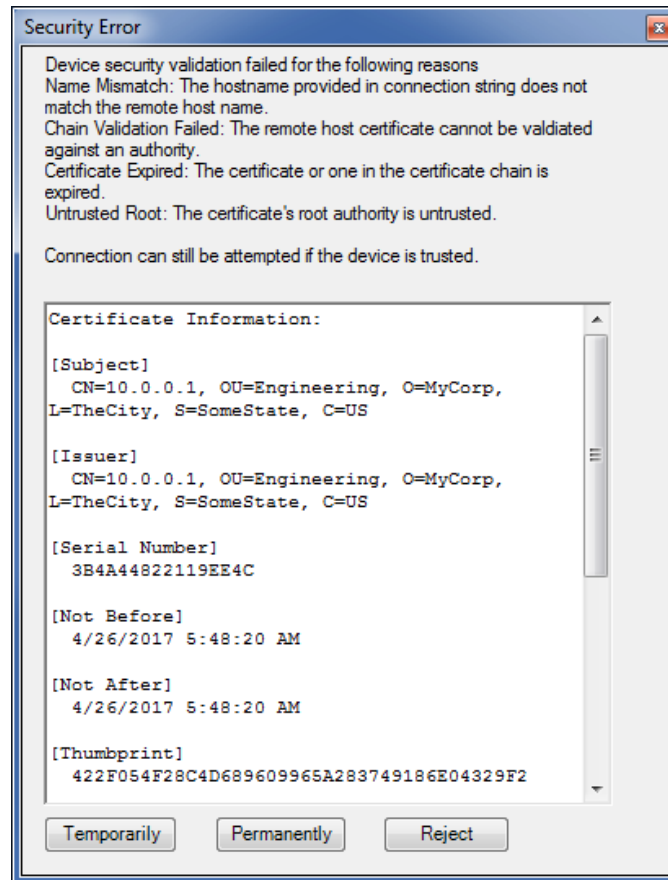 Security Error
Device security validation failed for the following reasons
Name Mismatch: The hostname provided in connection string does not
match the remote host name.
Chain Validation Failed: The remote host certificate cannot be valdiated
against an authority.
Certificate Expired: The certificate or one in the certificate chain is
expired.
Untrusted Root: The certificate's root authority is untrusted.
Connection can still be attempted if the device is trusted.
Certificate Information:
[Subject]
CN=10.0.0.1, OU=Engineering, O=MyCorp,
L=TheCity, S=SomeState, C=US
[Issuer]
CN=10.0.0.1, OU=Engineering, O=MyCorp,
L=TheCity, S=SomeState, C=US
[Serial Number]
3B4A44822119EE4C
[Not Before]
4/26/2017 5:48:20 AM
[Not After]
4/26/2017 5:48:20 AM
[Thumbprint]
422F054F28C4D689609965A283749186E04329F2
Temporarily Permanently Reject